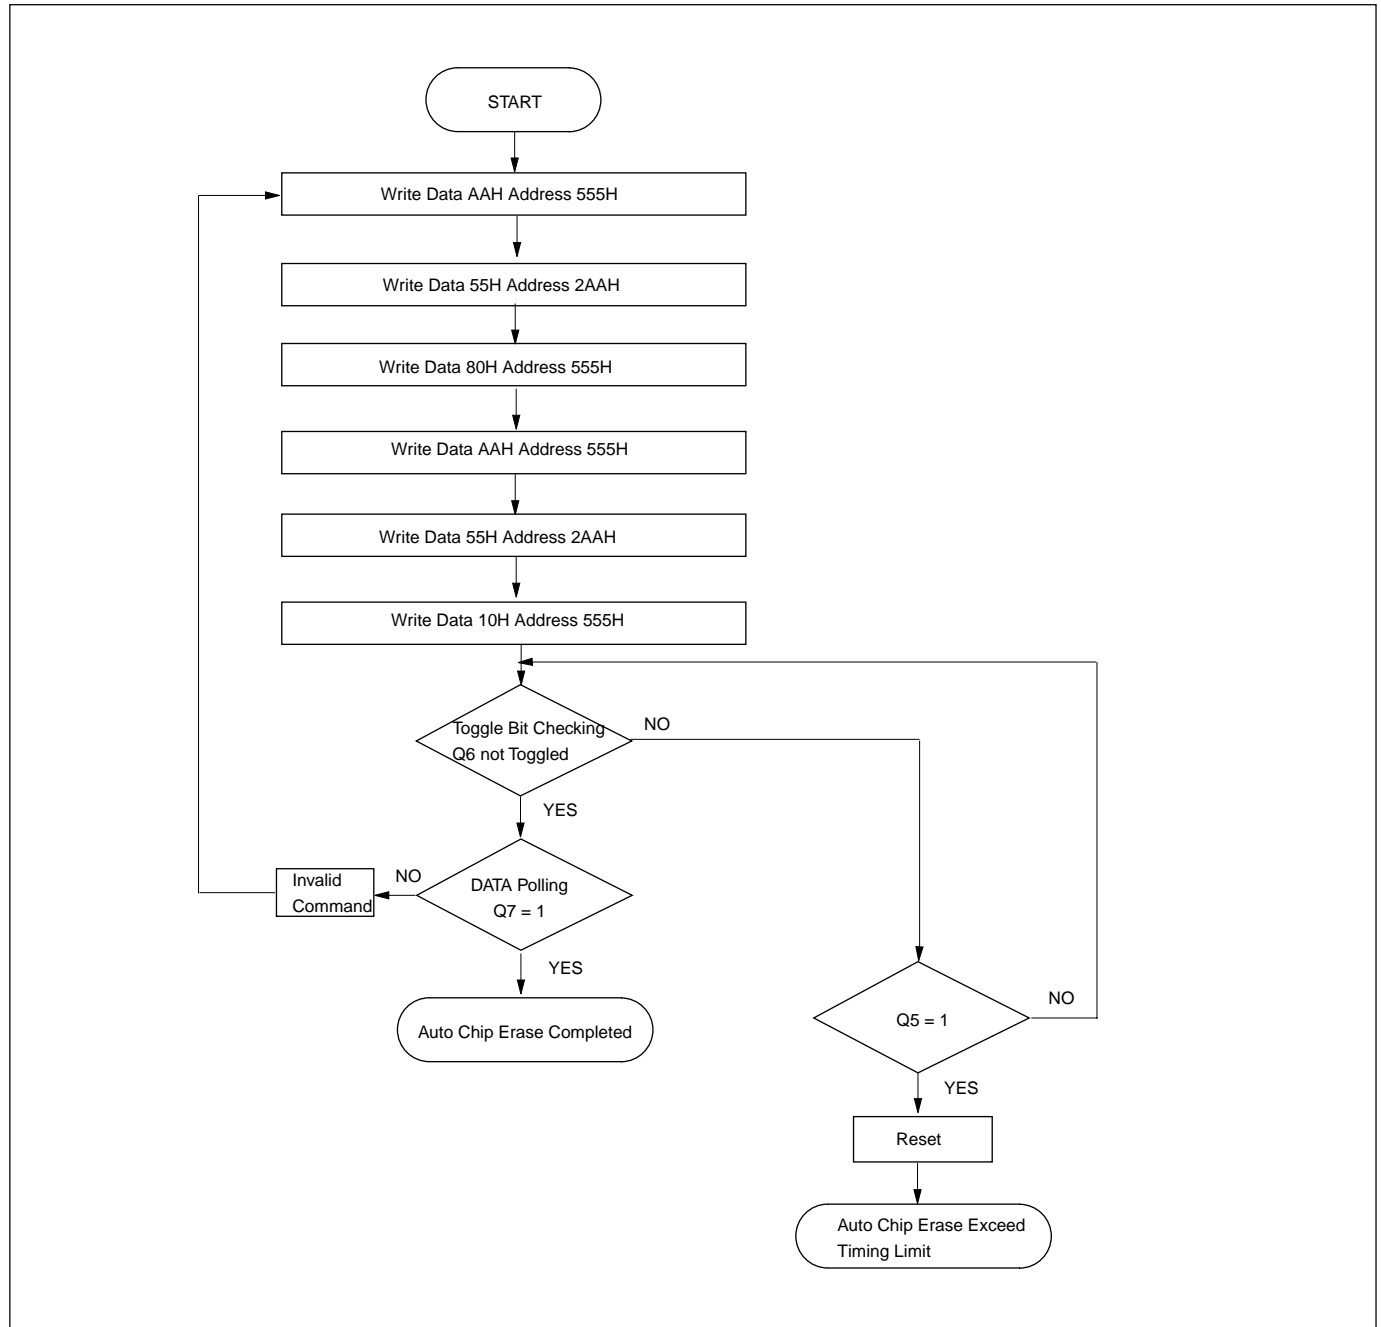 START
Write Data AAH Address 555H
Write Data 55H Address 2AAH
Write Data 80H Address 555H
Write Data AAH Address 555H
Write Data 55H Address 2AAH
Write Data 10H Address 555H
Toggle Bit Checking
Q6 not Toggled
NO
YES
Invalid
Command
NO
DATA Polling
Q7 = 1
YES
Auto Chip Erase Completed
Q5 = 1
NO
YES
Reset
Auto Chip Erase Exceed
Timing Limit